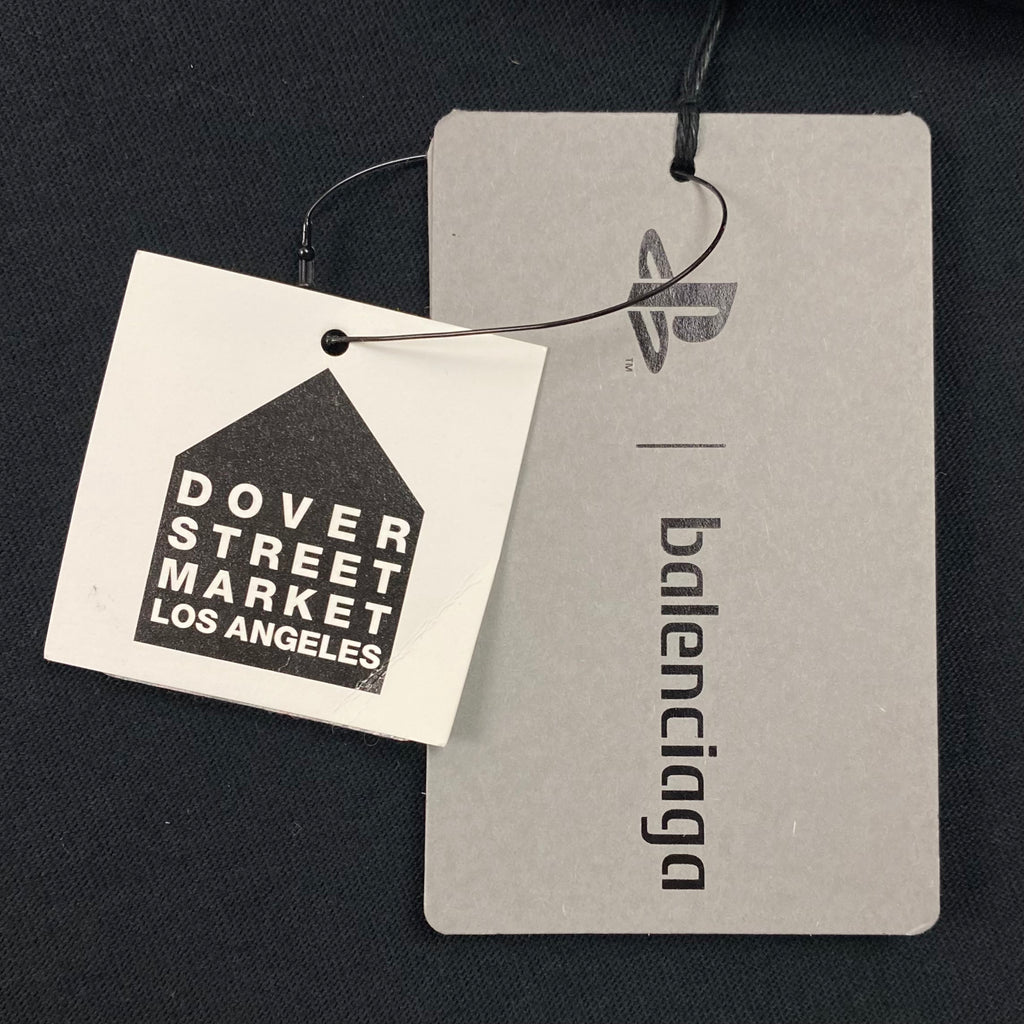 DOVER
STREET
MARKET
LOS ANGELES
TM
balenciaga